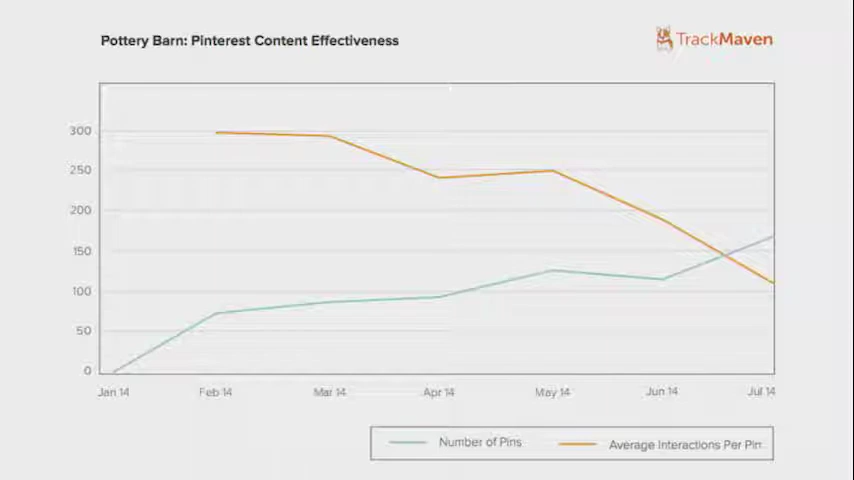 Pottery Barn: Pinterest Content Effectiveness
TrackMaven
300
250
200
150
100
50
0
Jan 14
Feb 14
Mar 14
Apr 14
May 14
Jun 14
Jul 14
Number of Pins
Average Interactions Per Pin